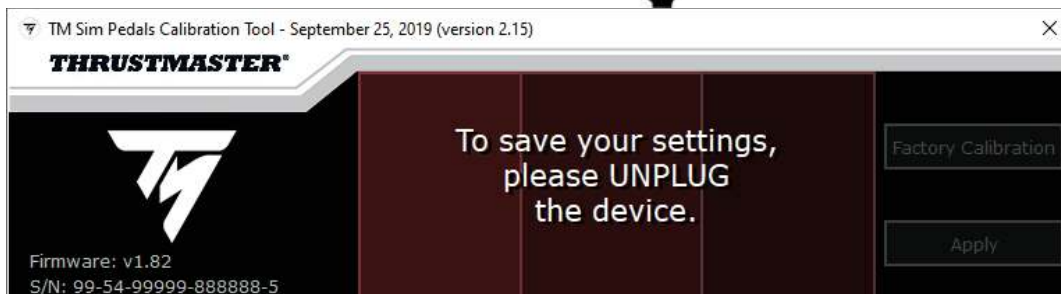 TM Sim Pedals Calibration Tool - September 25, 2019 (version 2.15)
THRUSTMASTER®
To save your settings,
please UNPLUG
the device.
Factory Calibration
Apply
Firmware: v1.82
S/N: 99-54-99999-888888-5